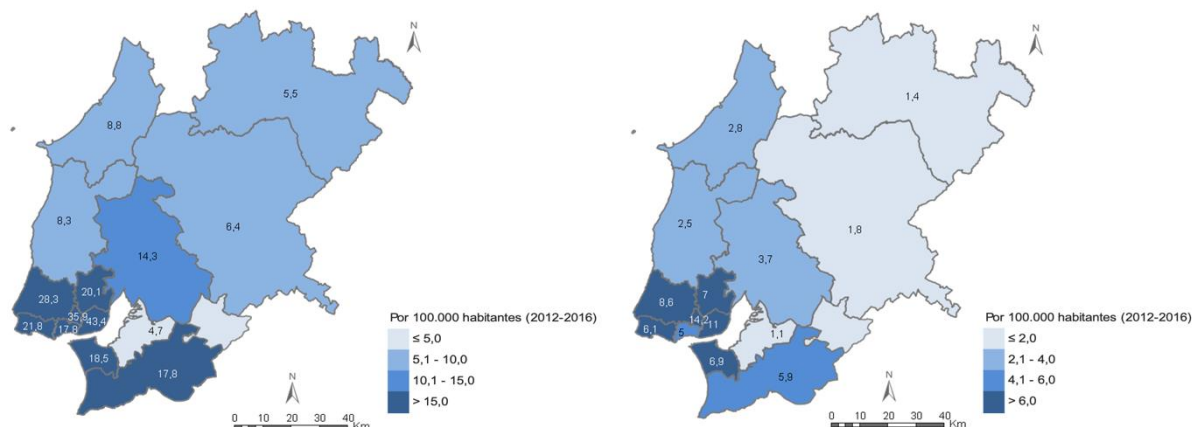 N
5,5
8,8
6,4
8,3
14,3
28,3
20,1
35,9
43,4
21,8
17,8
4,7
18,5
17,8
Por 100.000 habitantes (2012-2016)
≤ 5,0
5,1 - 10,0
10,1 - 15,0
> 15,0
N
0 5 10 20 30 40
Km
N
1,4
2,8
1,8
2,5
3,7
8,6
7
14,2
11
6,1
5
1,1
6,9
5,9
Por 100.000 habitantes (2012-2016)
≤ 2,0
2,1 - 4,0
4,1 - 6,0
> 6,0
N
0 5 10 20 30 40
Km